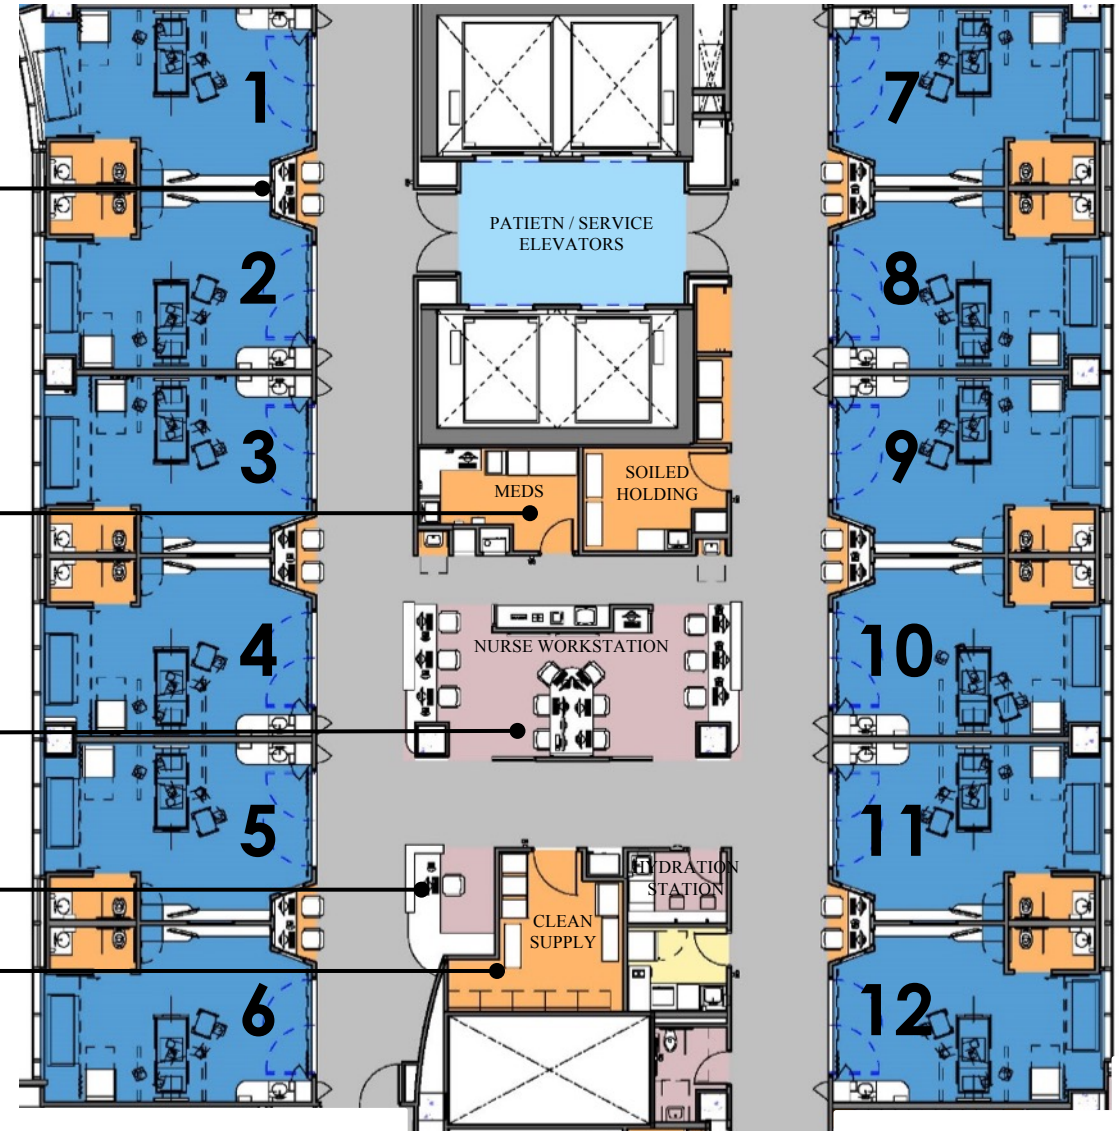 1
7
PATIETN / SERVICE
ELEVATORS
2
8
3
9
MEDS
SOILED
HOLDING
4
10
NURSE WORKSTATION
5
11
HYDRATION
STATION
CLEAN
SUPPLY
6
12